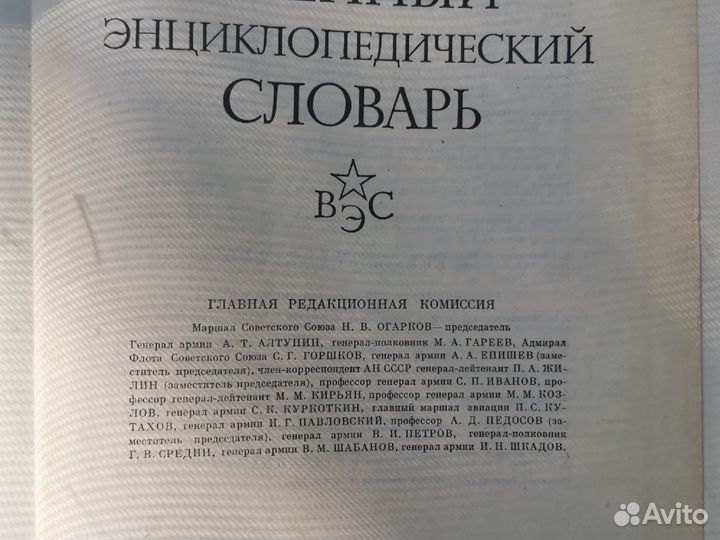 ЭНЦИКЛОПЕДИЧЕСКИЙ
СЛОВАРЬ
ВЭС
ГЛАВНАЯ РЕДАКЦИОННАЯ КОМИССИЯ
Маршал Советского Союза Н. В. ОГАРКОВ — председатель
Генерал армии А. Т. АЛТУНИН, генерал-полковник М. А. ГАРЕЕВ, Адмирал
Флота Советского Союза С. Г. ГОРШКОВ, генерал армии А. А. ЕПИШЕВ (заме-
ститель председателя), член-корреспондент АН СССР генерал-лейтенант П. А. ЖИ-
ЛИН (заместитель председателя), профессор генерал армии С. П. ИВАНОВ, про-
фессор генерал-лейтенант М. М. КИРЬЯН, профессор генерал армии М. М. КОЗ-
ЛОВ, генерал армии С. К. КУРКОТКИН, главный маршал авиации П. С. КУ-
ТАХОВ, генерал армии И. Г. ПАВЛОВСКИЙ, профессор А. Д. ПЕДОСОВ (за-
меститель председателя), генерал армии В. И. ПЕТРОВ, генерал-полковник
Г. В. СРЕДИН, генерал армии В. М. ШАБАНОВ, генерал армии И. Н. ШКАДОВ.
Avito